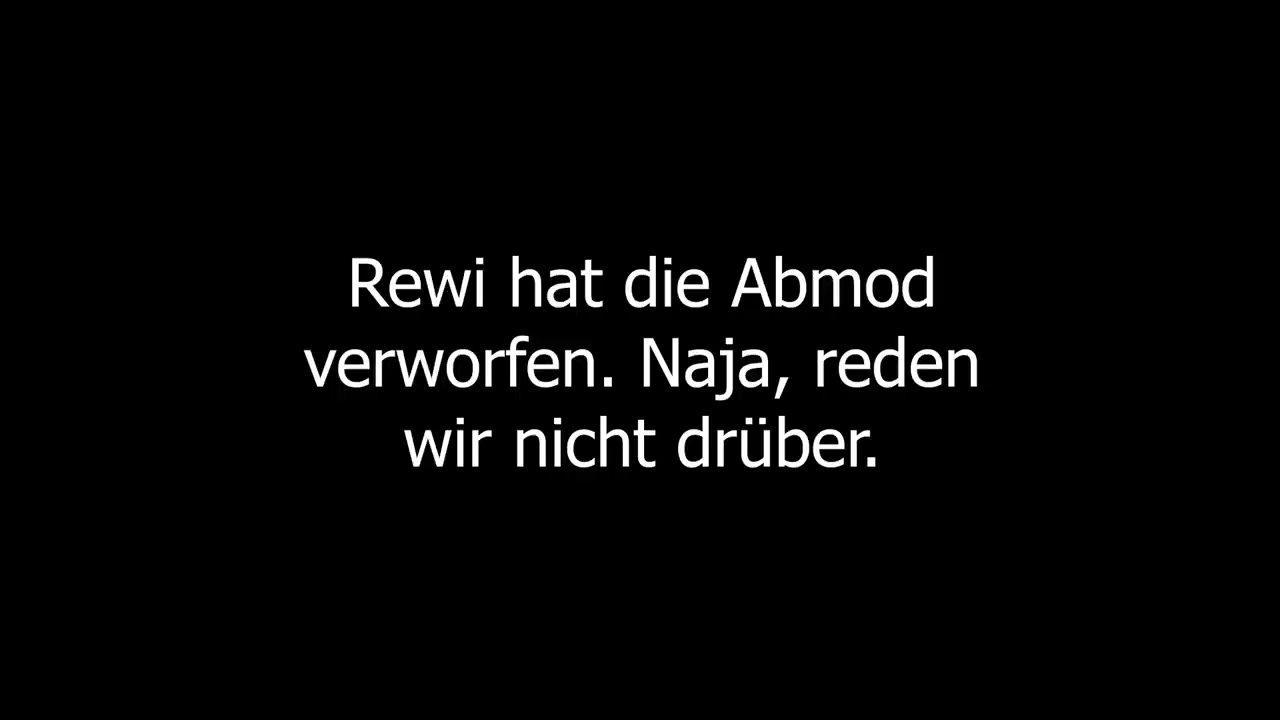 Rewi hat die Abmod
verworfen. Naja, reden
wir nicht drüber.